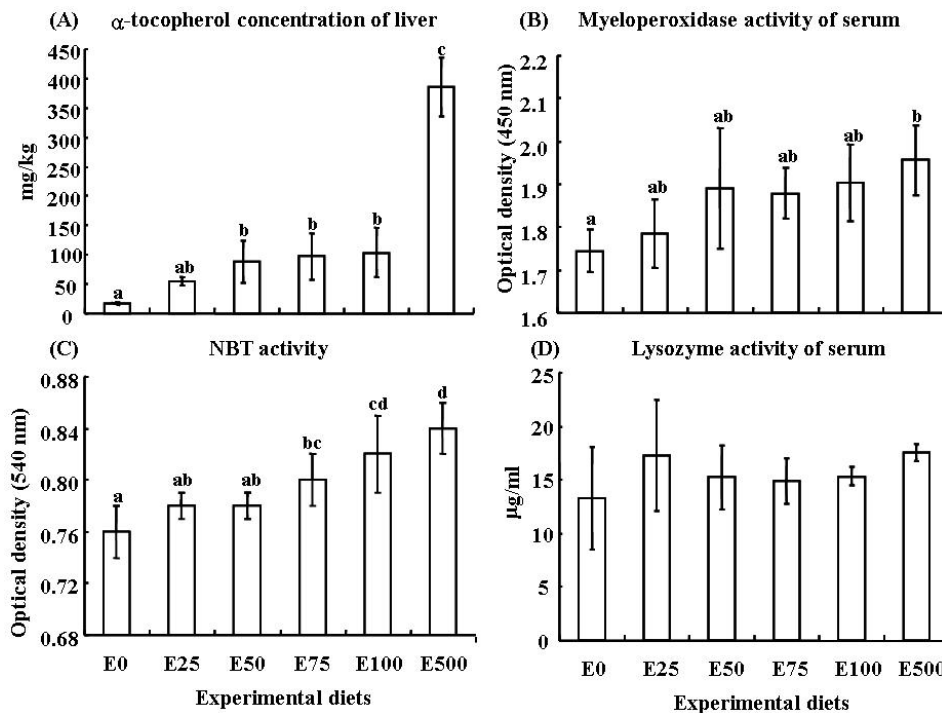 (A) α-tocopherol concentration of liver
450
400
350
300
250
200
150
100
50
0
mg/kg
a
ab
b
b
b
c
(B) Myeloperoxidase activity of serum
2.2
2.1
2.0
1.9
1.8
1.7
1.6
Optical density (450 nm)
a
ab
ab
ab
ab
b
(C) NBT activity
0.88
0.84
0.80
0.76
0.72
0.68
Optical density (540 nm)
a
ab
ab
bc
cd
d
E0 E25 E50 E75 E100 E500
Experimental diets
(D) Lysozyme activity of serum
25
20
15
10
5
0
μg/ml
E0 E25 E50 E75 E100 E500
Experimental diets